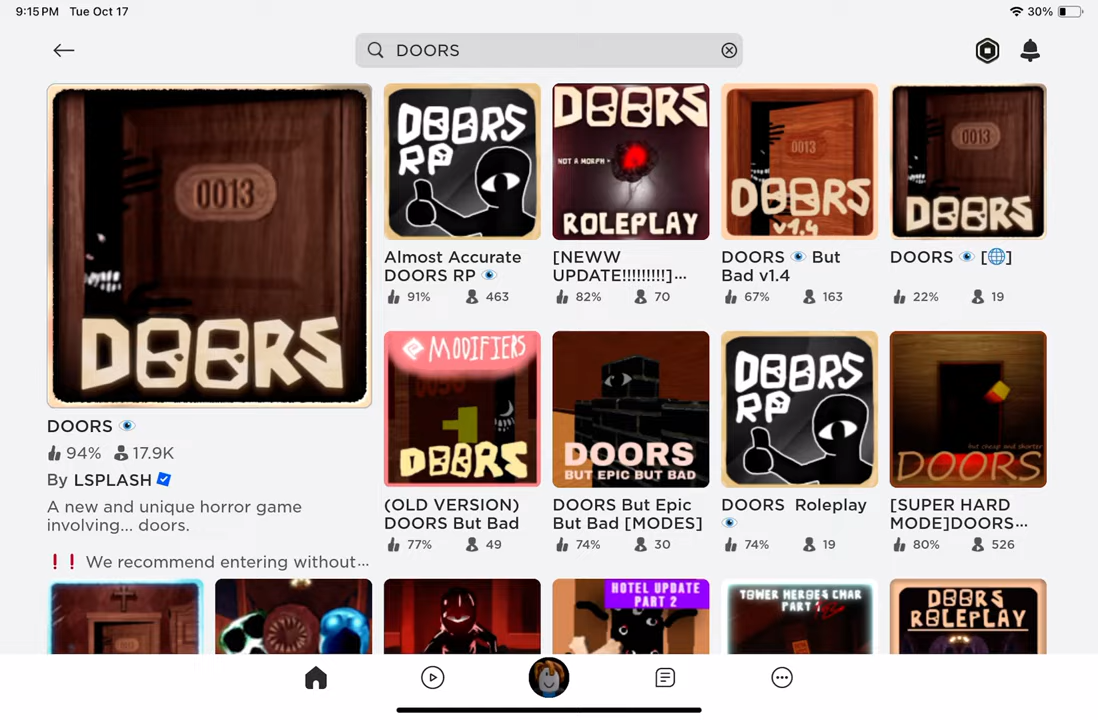 9:15 PM Tue Oct 17
30%
DOORS
0013
DOORS
DOORS
94% 17.9K
By LSPLASH
A new and unique horror game
involving... doors.
We recommend entering without...
DOORS
RP
Almost Accurate
DOORS RP
91% 463
DOORS
NOT A MORPH
ROLEPLAY
[NEWW
UPDATE!!!!!!!!!]...
82% 70
0013
DOORS
v1.4
DOORS But
Bad v1.4
67% 163
0013
DOORS
DOORS []
22% 19
MODIFIERS
DOORS
(OLD VERSION)
DOORS But Bad
77% 49
DOORS
BUT EPIC BUT BAD
DOORS But Epic
But Bad [MODES]
74% 30
DOORS
RP
DOORS Roleplay
74% 19
but cheap and shorter
DOORS
[SUPER HARD
MODE]DOORS...
80% 526
HOTEL UPDATE
PART 2
TOWER HEROES CHAR
PART
DOORS
ROLEPLAY